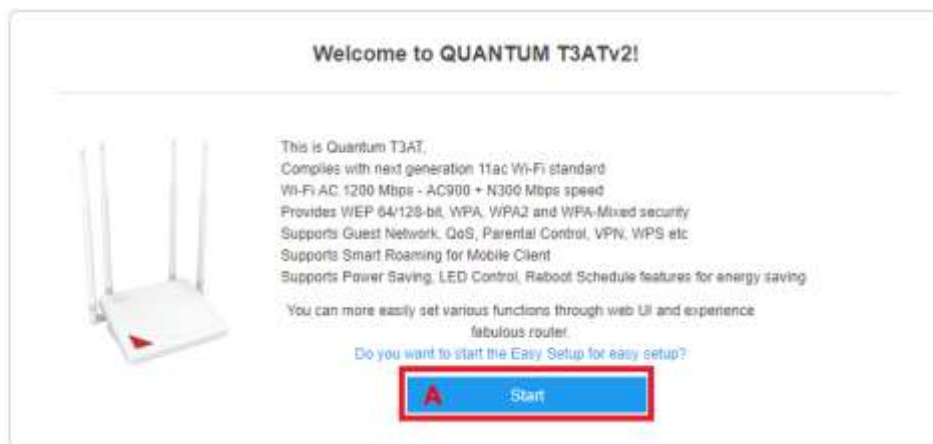 Welcome to QUANTUM T3ATv2!
This is Quantum T3AT.
Complies with next generation 11ac Wi-Fi standard
Wi-Fi AC 1200 Mbps - AC900 + N300 Mbps speed
Provides WEP 64/128-bit, WPA, WPA2 and WPA-Mixed security
Supports Guest Network, QoS, Parental Control, VPN, WPS etc
Supports Smart Roaming for Mobile Client
Supports Power Saving, LED Control, Reboot Schedule features for energy saving
You can more easily set various functions through web UI and experience
fabulous router.
Do you want to start the Easy Setup for easy setup?
A Start